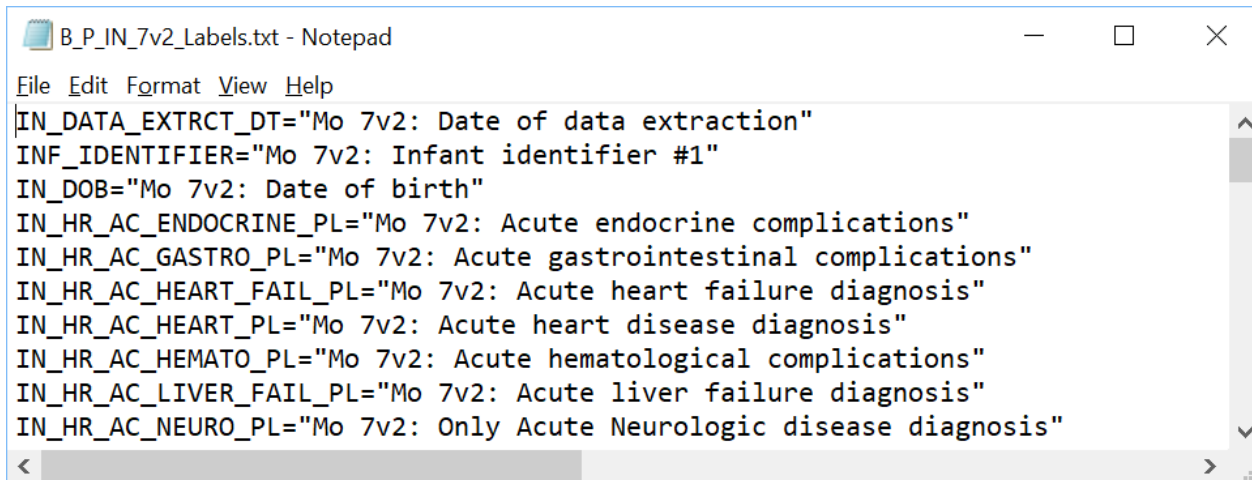 B_P_IN_7v2_Labels.txt - Notepad
File Edit Format View Help
IN_DATA_EXTRCT_DT="Mo 7v2: Date of data extraction"
INF_IDENTIFIER="Mo 7v2: Infant identifier #1"
IN_DOB="Mo 7v2: Date of birth"
IN_HR_AC_ENDOCRINE_PL="Mo 7v2: Acute endocrine complications"
IN_HR_AC_GASTRO_PL="Mo 7v2: Acute gastrointestinal complications"
IN_HR_AC_HEART_FAIL_PL="Mo 7v2: Acute heart failure diagnosis"
IN_HR_AC_HEART_PL="Mo 7v2: Acute heart disease diagnosis"
IN_HR_AC_HEMATO_PL="Mo 7v2: Acute hematological complications"
IN_HR_AC_LIVER_FAIL_PL="Mo 7v2: Acute liver failure diagnosis"
IN_HR_AC_NEURO_PL="Mo 7v2: Only Acute Neurologic disease diagnosis"